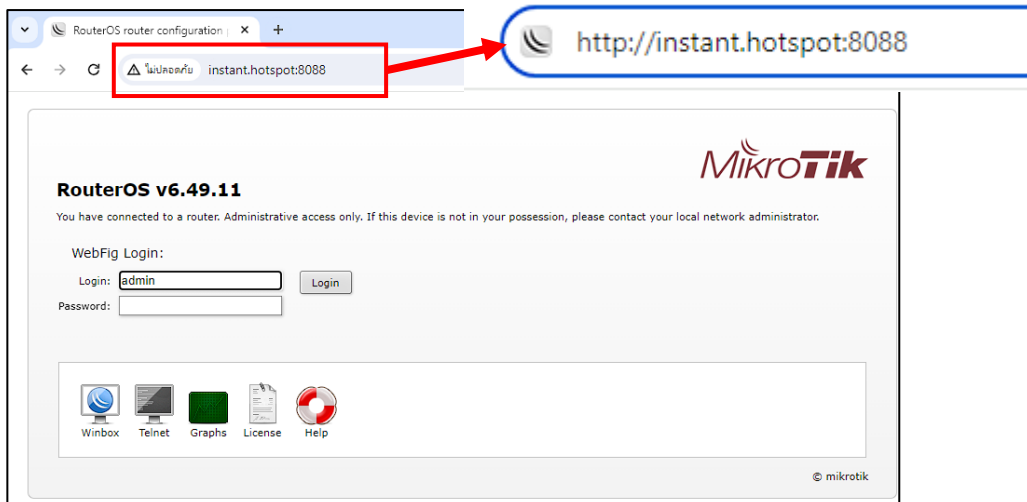 RouterOS router configuration
ไม่ปลอดภัย instant.hotspot:8088
http://instant.hotspot:8088
MikroTik
RouterOS v6.49.11
You have connected to a router. Administrative access only. If this device is not in your possession, please contact your local network administrator.
WebFig Login:
Login: admin Login
Password:
Winbox Telnet Graphs License Help
© mikrotik